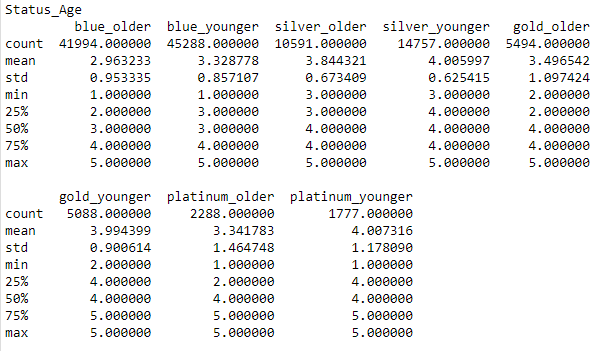 Status_Age
blue_older blue_younger silver_older silver_younger gold_older
count 41994.000000 45288.000000 10591.000000 14757.000000 5494.000000
mean 2.963233 3.328778 3.844321 4.005997 3.496542
std 0.953335 0.857107 0.673409 0.625415 1.097424
min 1.000000 1.000000 3.000000 3.000000 2.000000
25% 2.000000 3.000000 3.000000 4.000000 2.000000
50% 3.000000 3.000000 4.000000 4.000000 4.000000
75% 4.000000 4.000000 4.000000 4.000000 4.000000
max 5.000000 5.000000 5.000000 5.000000 5.000000
gold_younger platinum_older platinum_younger
count 5088.000000 2288.000000 1777.000000
mean 3.994399 3.341783 4.007316
std 0.900614 1.464748 1.178090
min 2.000000 1.000000 1.000000
25% 4.000000 2.000000 4.000000
50% 4.000000 4.000000 4.000000
75% 5.000000 5.000000 5.000000
max 5.000000 5.000000 5.000000